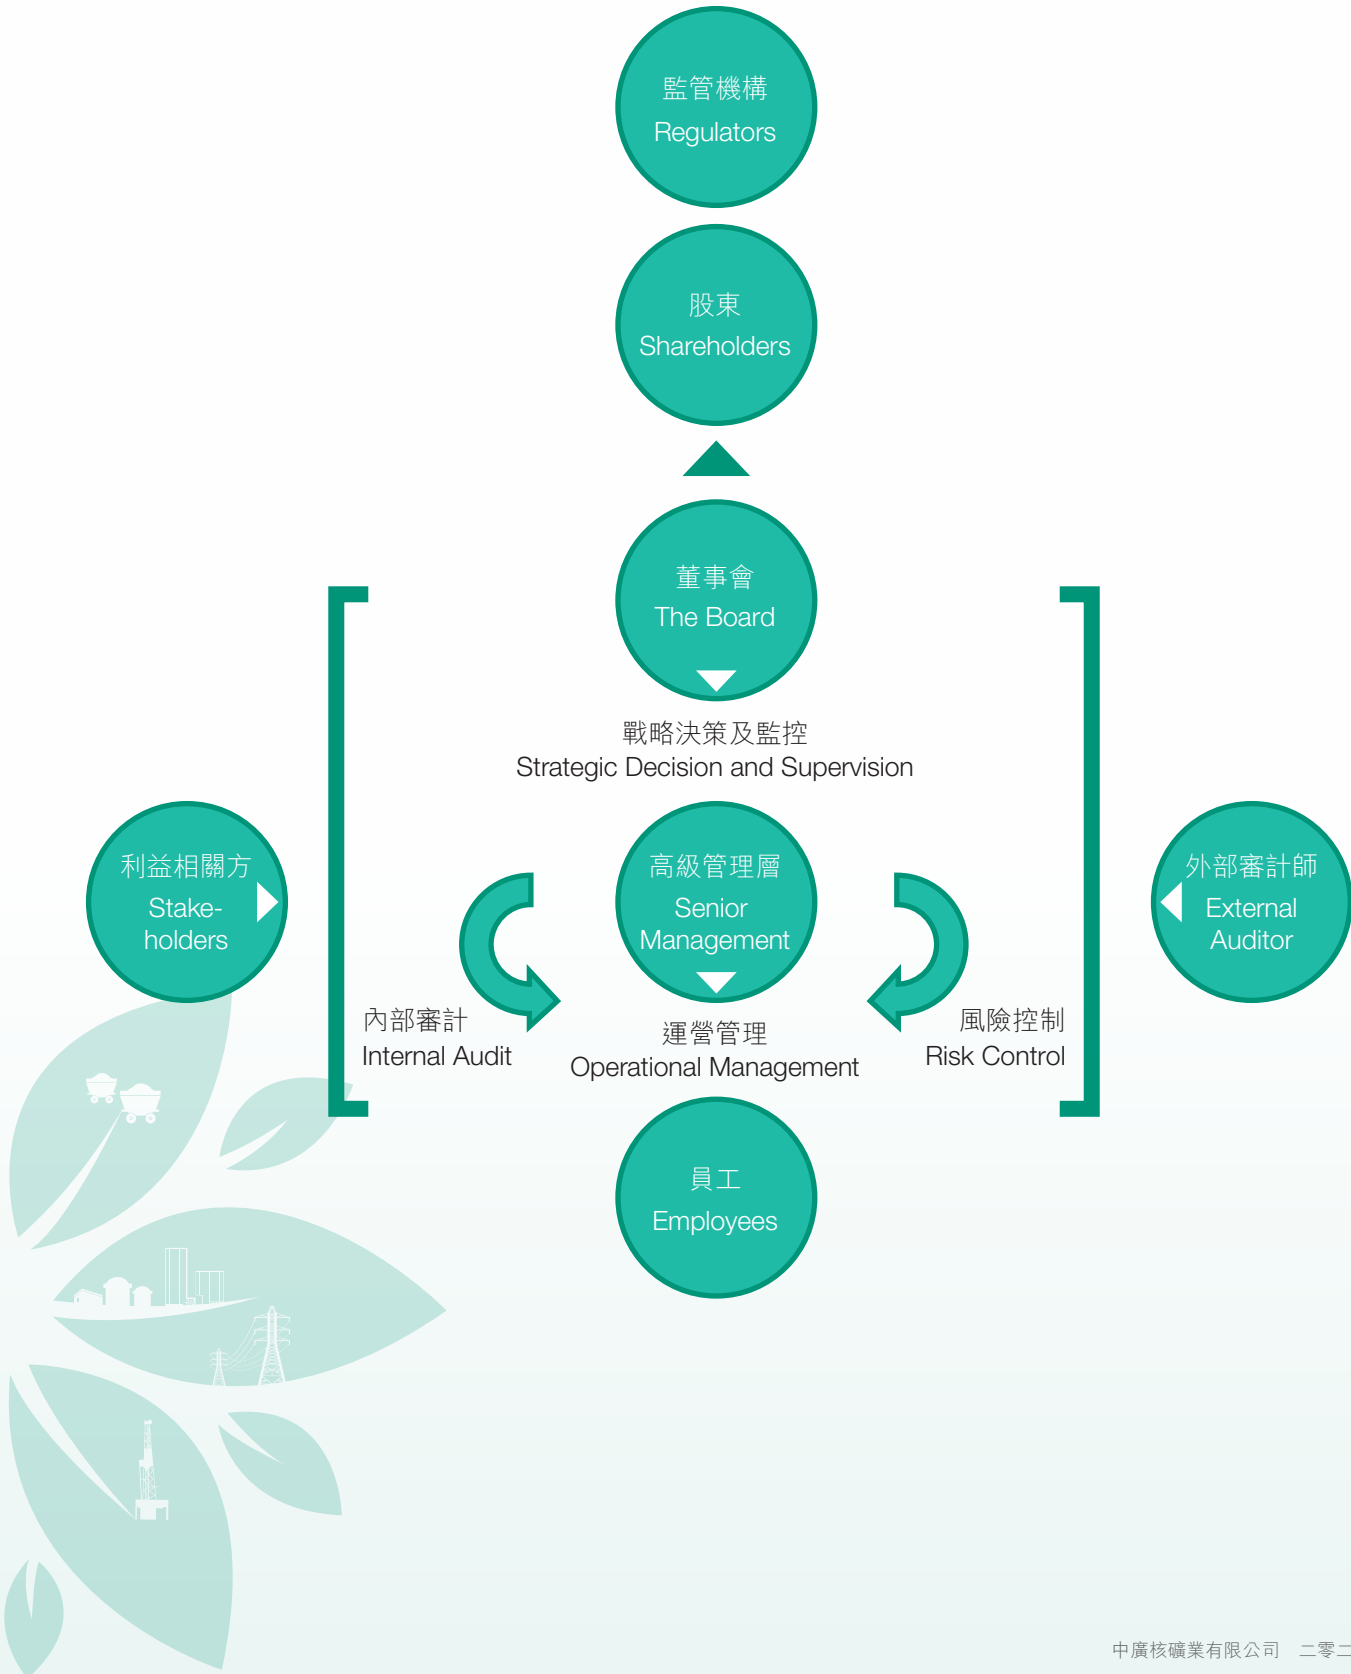 監管機構
Regulators
股東
Shareholders
董事會
The Board
戰略決策及監控
Strategic Decision and Supervision
利益相關方
Stake-
holders
高級管理層
Senior
Management
外部審計師
External
Auditor
內部審計
Internal Audit
運營管理
Operational Management
風險控制
Risk Control
員工
Employees
中廣核礦業有限公司 二零二